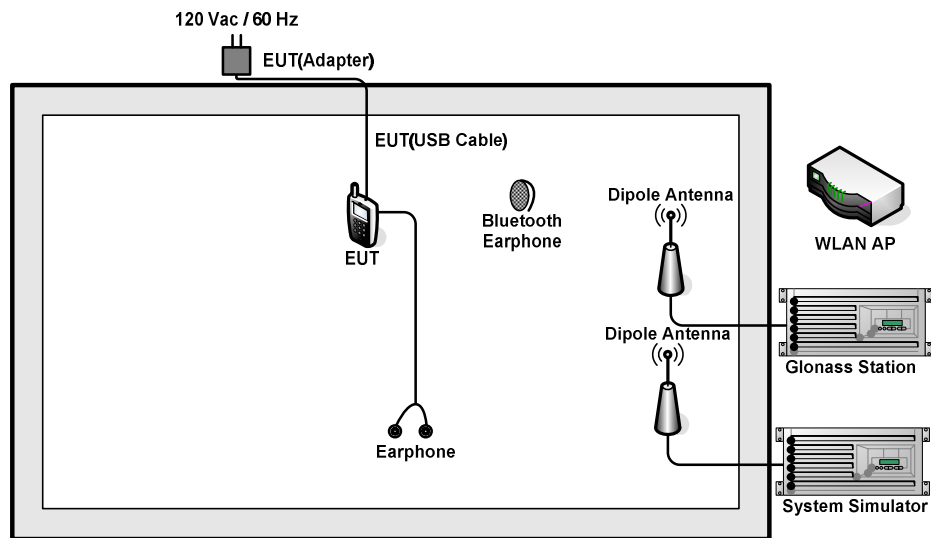 120 Vac / 60 Hz
EUT(Adapter)
EUT(USB Cable)
EUT
Bluetooth
Earphone
Dipole Antenna
WLAN AP
Dipole Antenna
Glonass Station
Earphone
System Simulator